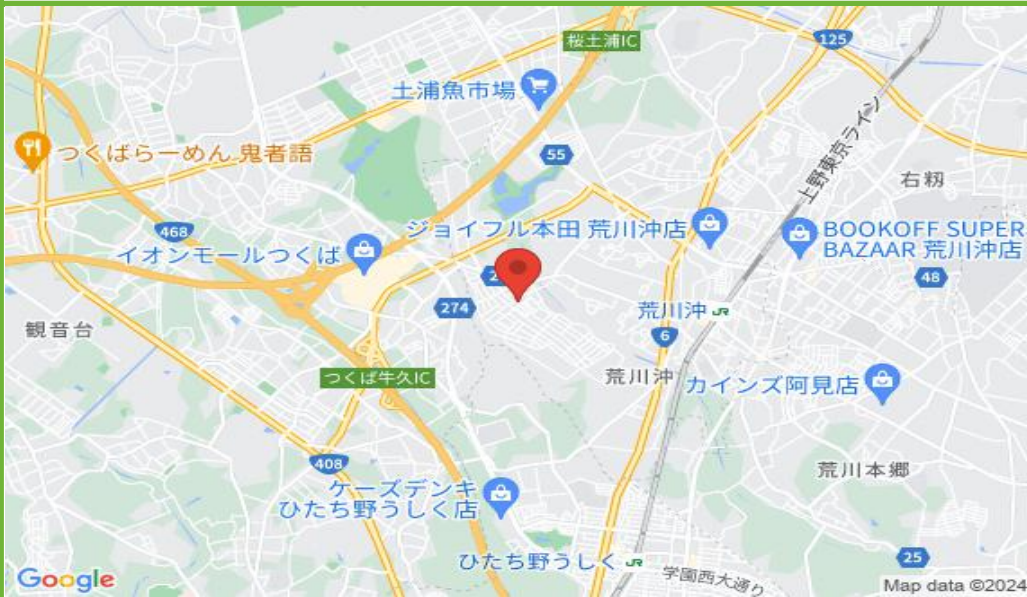 桜土浦IC
125
土浦魚市場
上野東京ライン
つくばらーめん 鬼者語
55
右籾
468
ジョイフル本田 荒川沖店
BOOKOFF SUPER
BAZAAR 荒川沖店
イオンモールつくば
48
274
荒川沖 JR
観音台
6
つくば牛久IC
荒川沖
カインズ阿見店
408
荒川本郷
ケーズデンキ
ひたち野うしく店
ひたち野うしく JR
25
学園西大通り
Google
Map data ©2024